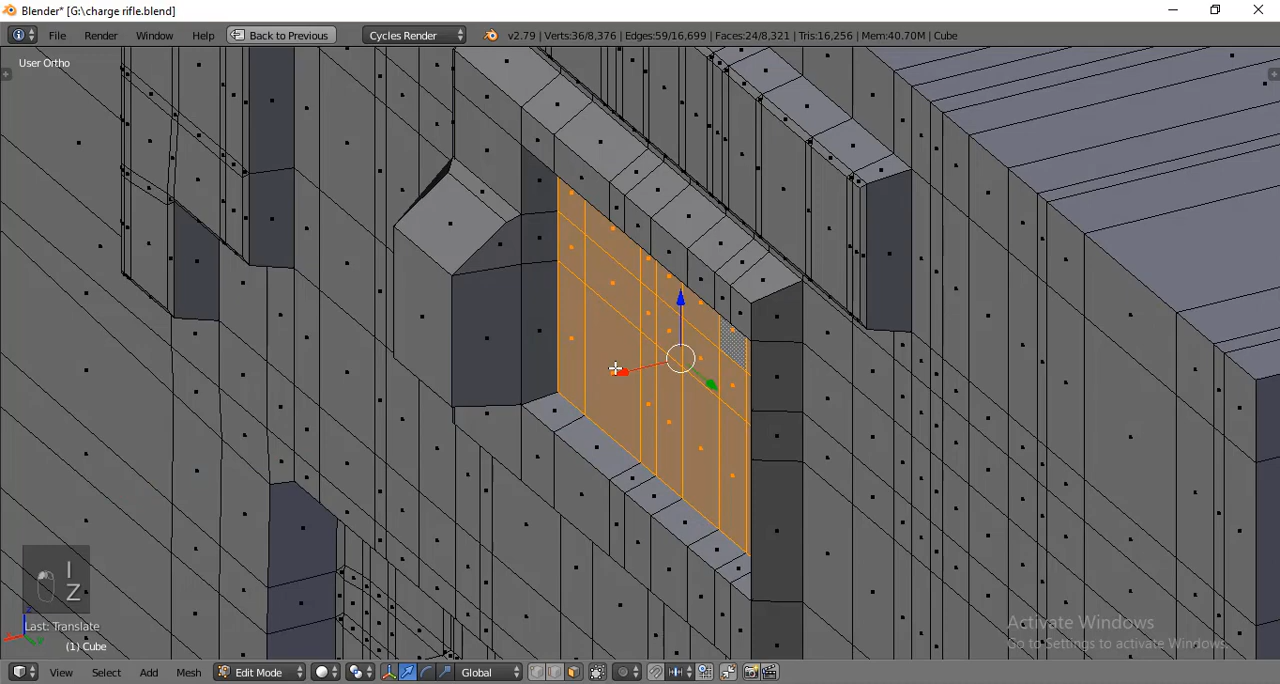 Blender* [G:\charge rifle.blend]
File Render Window Help Back to Previous Cycles Render v2.79 | Verts:36/8,376 | Edges:59/16,699 | Faces:24/8,321 | Tris:16,256 | Mem:40.70M | Cube
User Ortho
I
Z
Last: Translate
(1) Cube
Activate Windows
Go to Settings to activate Windows.
View Select Add Mesh Edit Mode Global